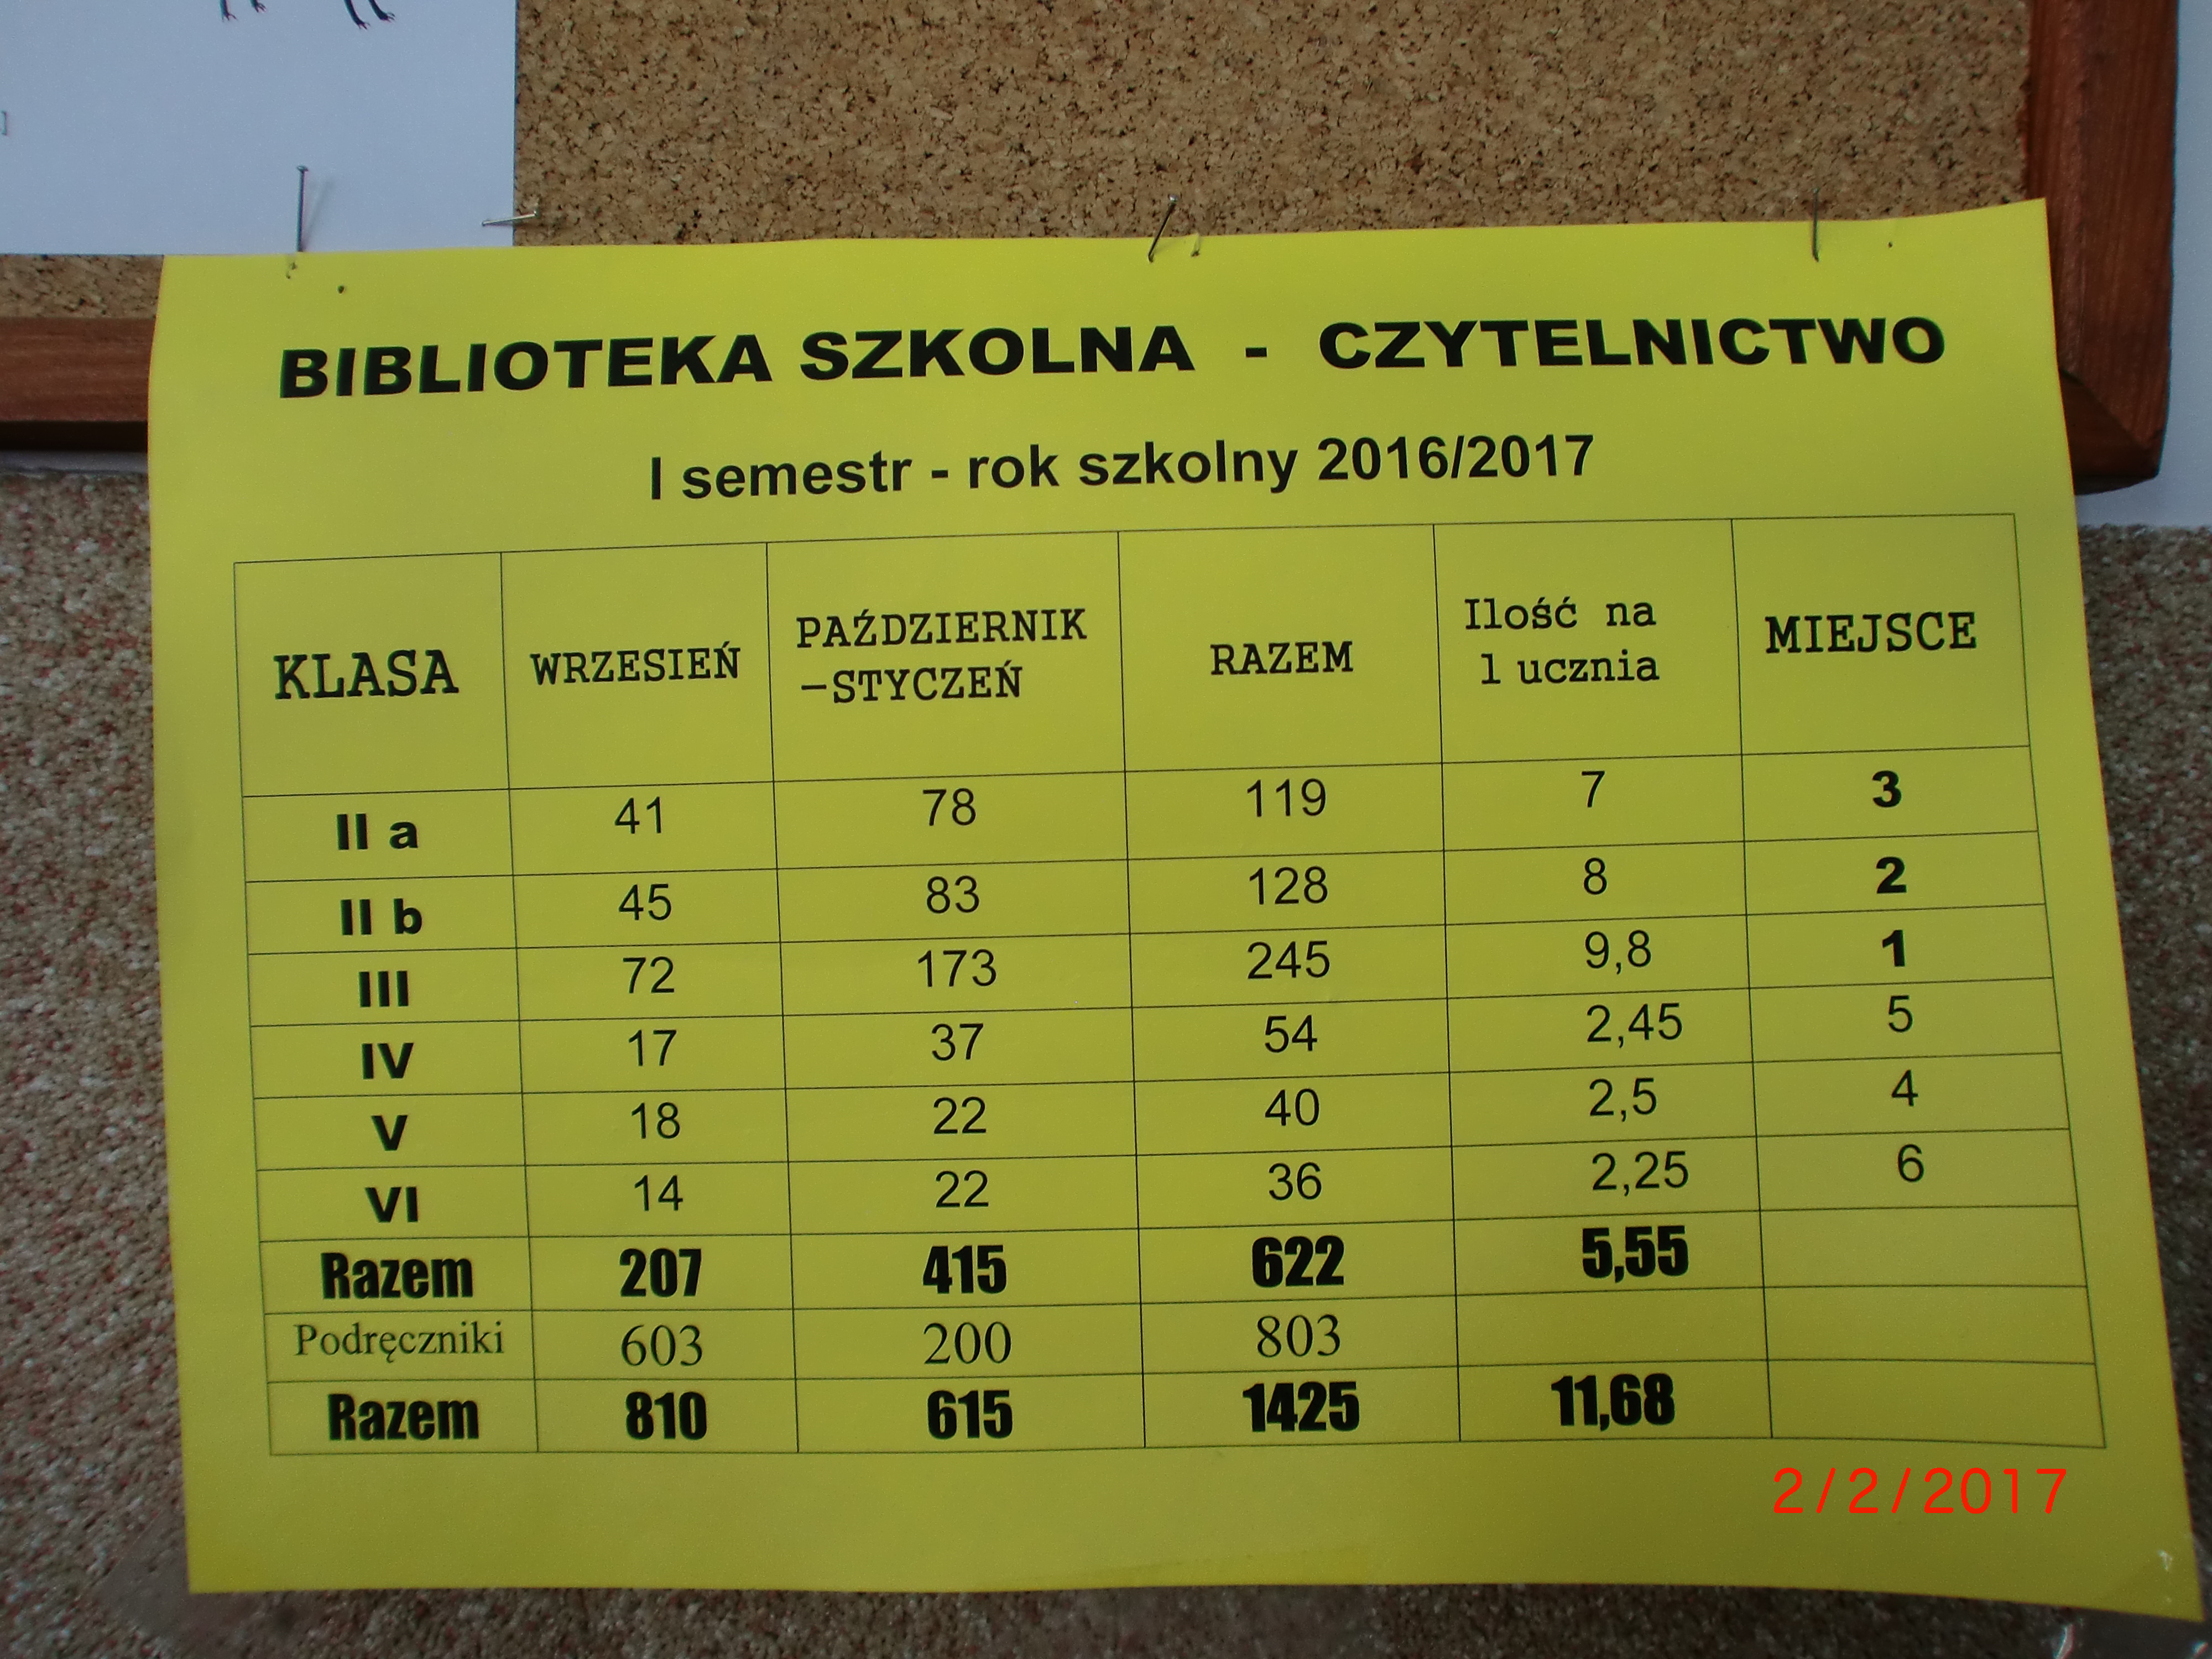 BIBLIOTEKA SZKOLNA - CZYTELNICTWO
I semestr - rok szkolny 2016/2017
KLASA WRZESIEŃ PAŹDZIERNIK –STYCZEŃ RAZEM Ilość na 1 ucznia MIEJSCE
II a 41 78 119 7 3
II b 45 83 128 8 2
III 72 173 245 9,8 1
IV 17 37 54 2,45 5
V 18 22 40 2,5 4
VI 14 22 36 2,25 6
Razem 207 415 622 5,55
Podręczniki 603 200 803
Razem 810 615 1425 11,68
2/2/2017